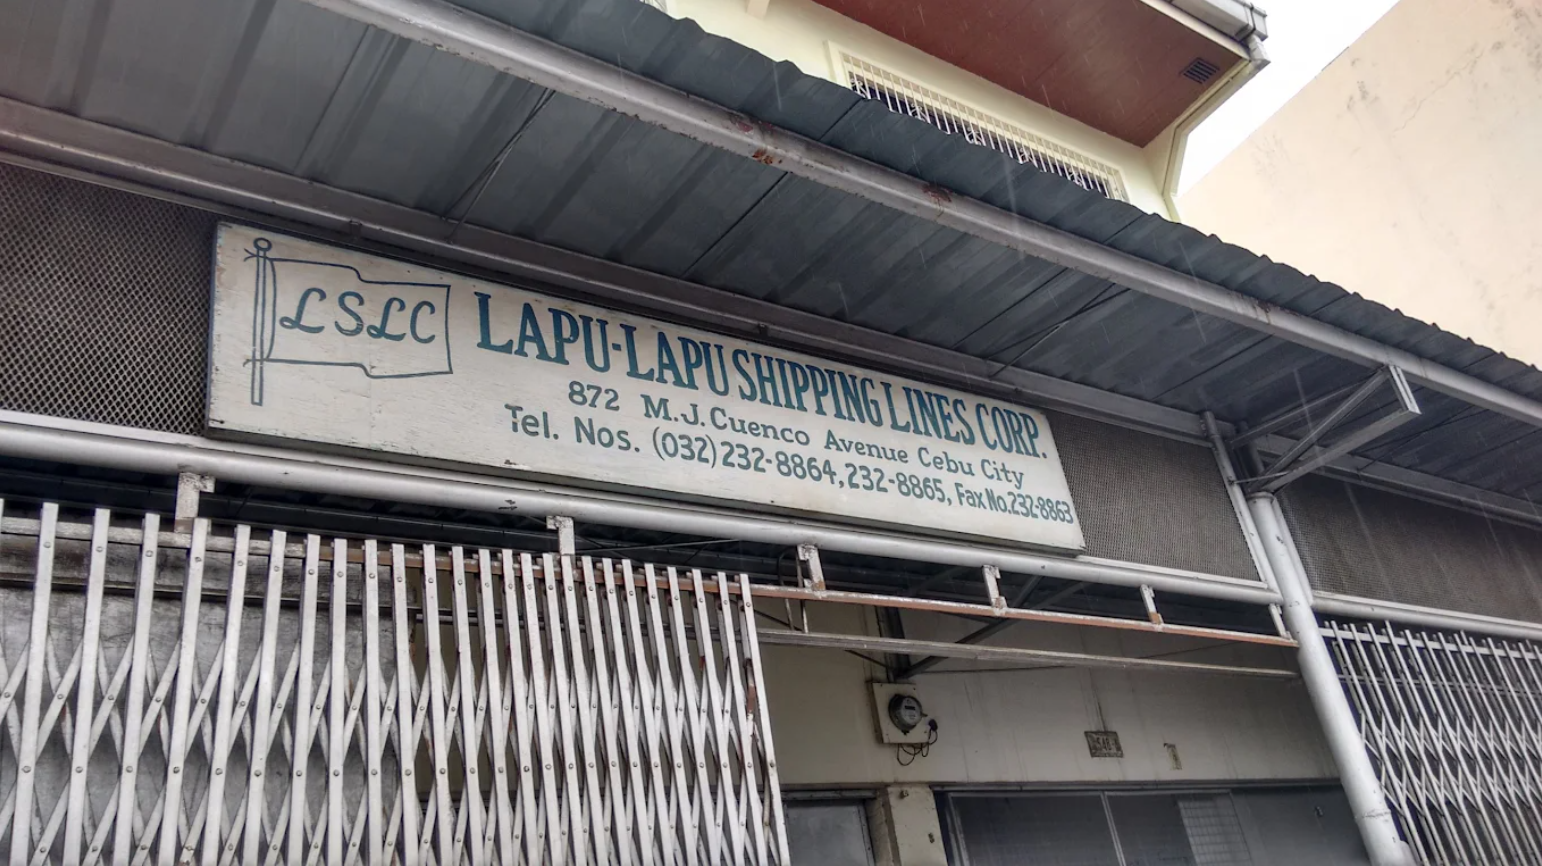 LSLC
LAPU-LAPU SHIPPING LINES CORP.
872 M.J. Cuenco Avenue Cebu City
Tel. Nos. (032) 232-8864, 232-8865, Fax No. 232-8863